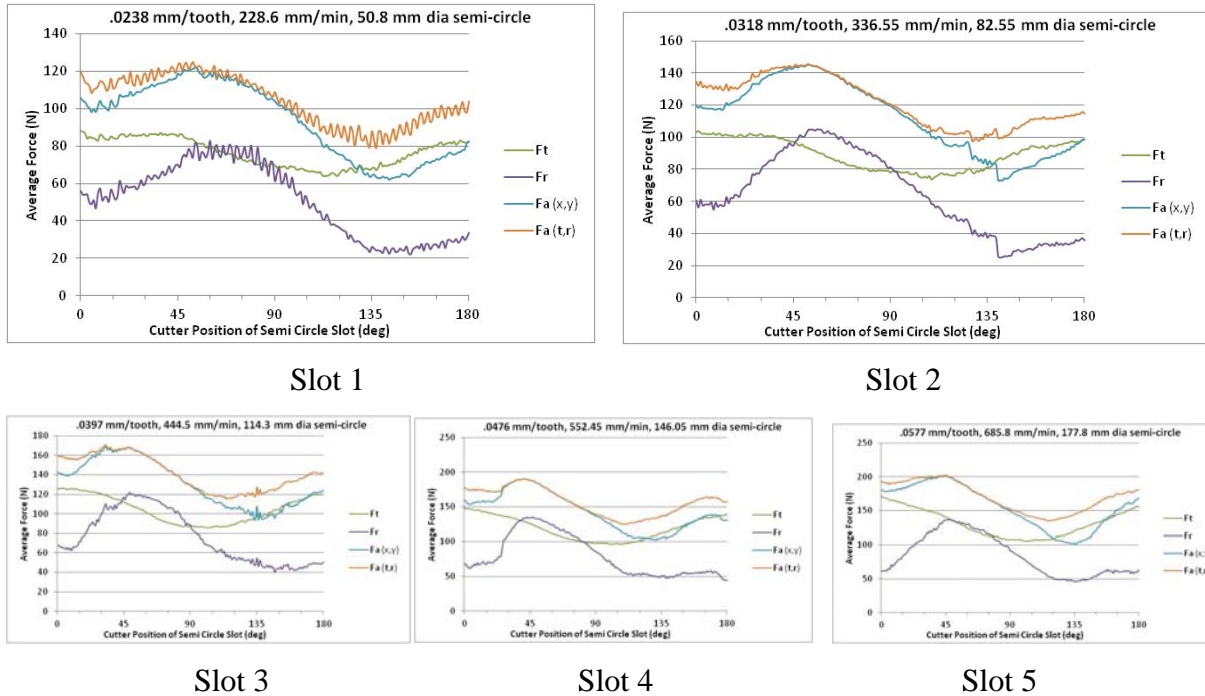 .0238 mm/tooth, 228.6 mm/min, 50.8 mm dia semi-circle
140
120
100
80
60
40
20
0
Average Force (N)
0 45 90 135 180
Cutter Position of Semi Circle Slot (deg)
Ft
Fr
Fa (x,y)
Fa (t,r)
Slot 1
.0318 mm/tooth, 336.55 mm/min, 82.55 mm dia semi-circle
160
140
120
100
80
60
40
20
0
Average Force (N)
0 45 90 135 180
Cutter Position of Semi Circle Slot (deg)
Ft
Fr
Fa (x,y)
Fa (t,r)
Slot 2
.0397 mm/tooth, 444.5 mm/min, 114.3 mm dia semi-circle
180
160
140
120
100
80
60
40
20
0
Average Force (N)
0 45 90 135 180
Cutter Position of Semi Circle Slot (deg)
Ft
Fr
Fa (x,y)
Fa (t,r)
Slot 3
.0476 mm/tooth, 552.45 mm/min, 146.05 mm dia semi-circle
250
200
150
100
50
0
Average Force (N)
0 45 90 135 180
Cutter Position of Semi Circle Slot (deg)
Ft
Fr
Fa (x,y)
Fa (t,r)
Slot 4
.0577 mm/tooth, 685.8 mm/min, 177.8 mm dia semi-circle
250
200
150
100
50
0
Average Force (N)
0 45 90 135 180
Cutter Position of Semi Circle Slot (deg)
Ft
Fr
Fa (x,y
Fa (t,r
Slot 5